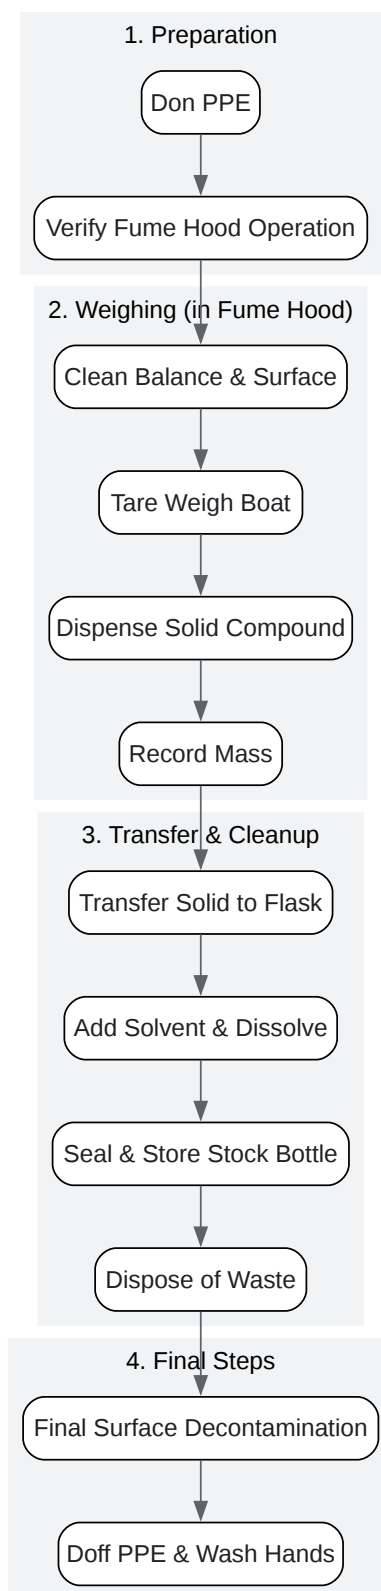 1. Preparation
Don PPE
Verify Fume Hood Operation
2. Weighing (in Fume Hood)
Clean Balance & Surface
Tare Weigh Boat
Dispense Solid Compound
Record Mass
3. Transfer & Cleanup
Transfer Solid to Flask
Add Solvent & Dissolve
Seal & Store Stock Bottle
Dispose of Waste
4. Final Steps
Final Surface Decontamination
Doff PPE & Wash Hands